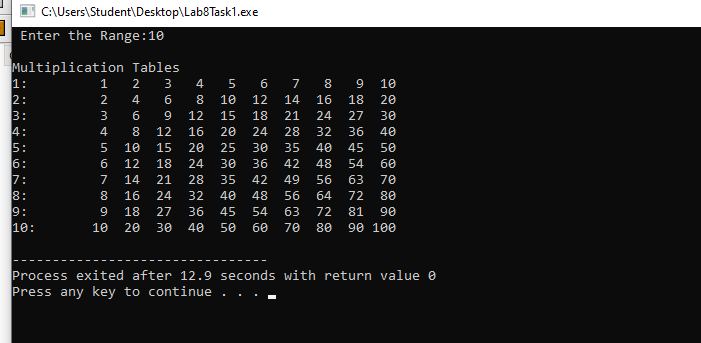 C:\Users\Student\Desktop\Lab8Task1.exe
Enter the Range:10
Multiplication Tables
1:         1   2   3   4   5   6   7   8   9  10
2:         2   4   6   8  10  12  14  16  18  20
3:         3   6   9  12  15  18  21  24  27  30
4:         4   8  12  16  20  24  28  32  36  40
5:         5  10  15  20  25  30  35  40  45  50
6:         6  12  18  24  30  36  42  48  54  60
7:         7  14  21  28  35  42  49  56  63  70
8:         8  16  24  32  40  48  56  64  72  80
9:         9  18  27  36  45  54  63  72  81  90
10:       10  20  30  40  50  60  70  80  90 100
--------------------------------
Process exited after 12.9 seconds with return value 0
Press any key to continue . . .